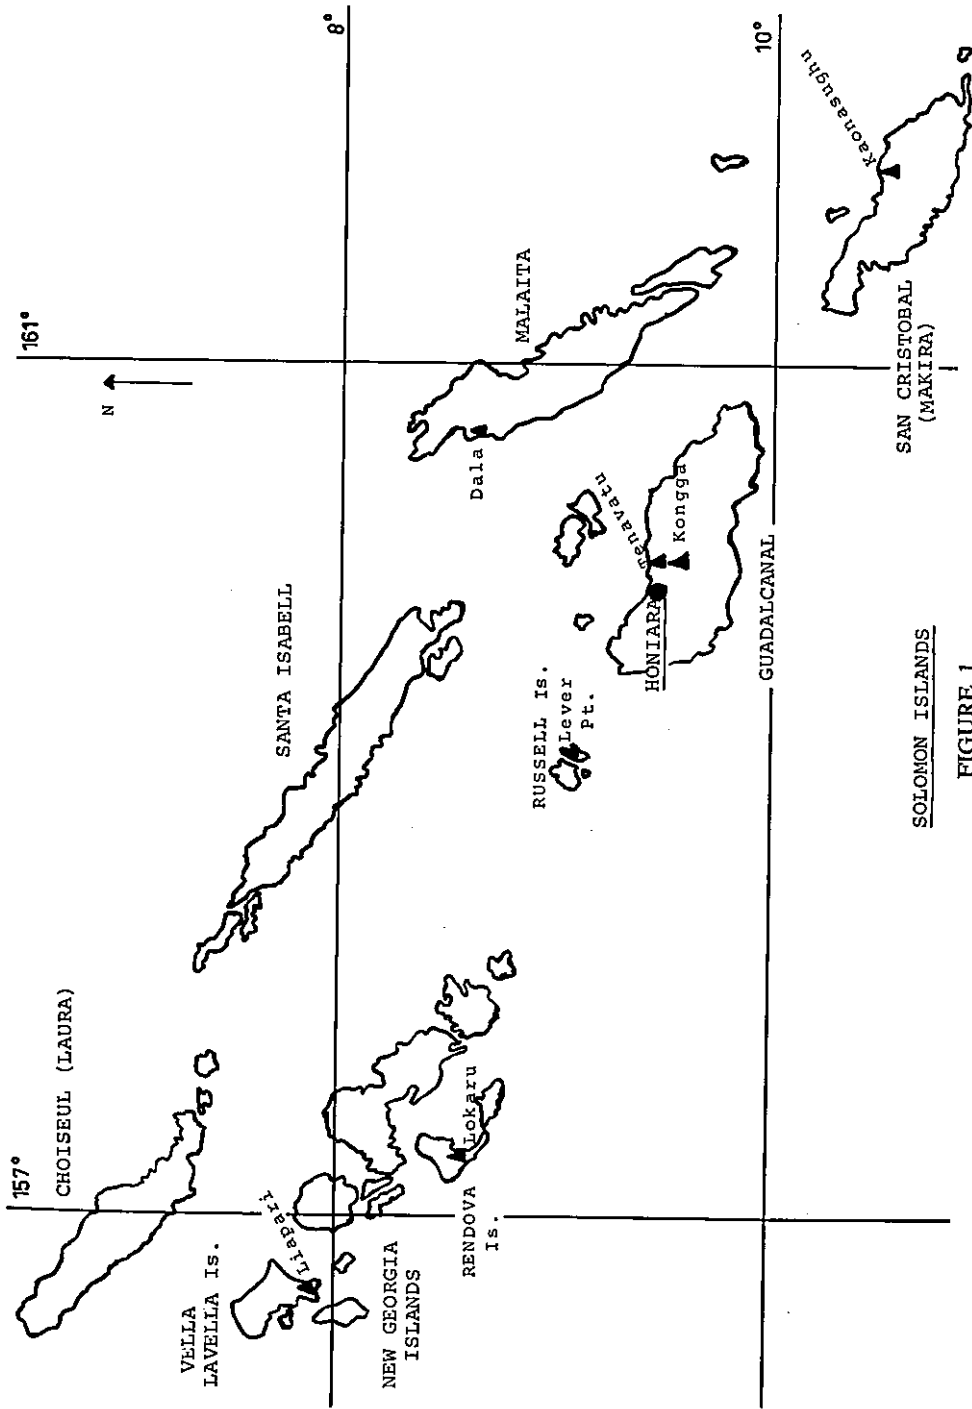 157°
161°
N
8°
10°
CHOISEUL (LAURA)
VELLA
LAVELLA Is.
Liapari
NEW GEORGIA
ISLANDS
RENDOVA
Is.
Lokaru
SANTA ISABELL
RUSSELL Is.
Lever
Pt.
Dala
MALAITA
Tenavatu
Kongga
HONIARA
GUADALCANAL
Kaonasughu
SAN CRISTOBAL
(MAKIRA)
SOLOMON ISLANDS
FIGURE 1